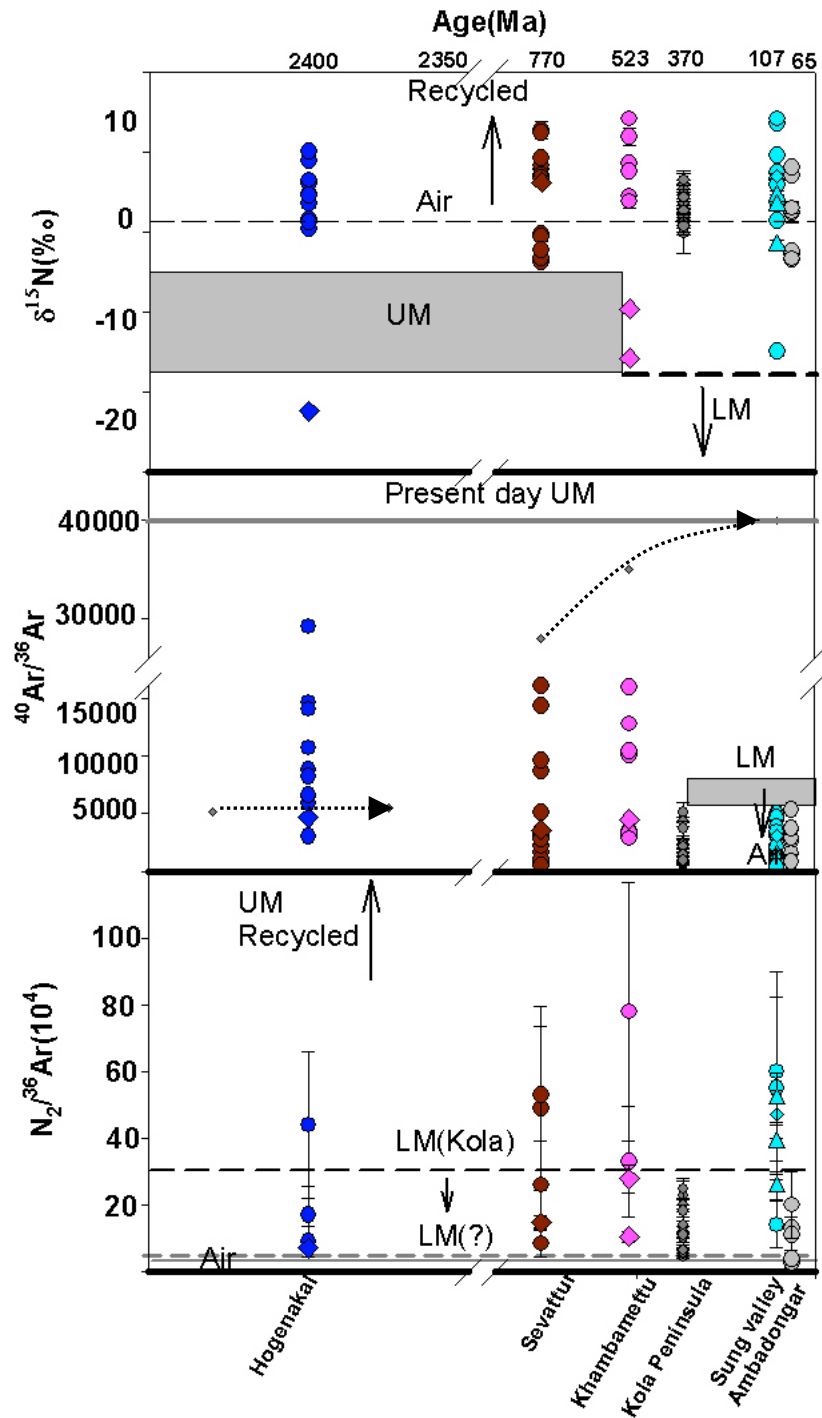 Age(Ma)
2400 2350 770 523 370 107 65
Recycled
10
Air
0
δ15N(‰)
UM
-10
LM
-20
Present day UM
40000
30000
40Ar/36Ar
15000
LM
10000
5000
UM
Recycled
100
80
N2/36Ar(10⁴)
60
LM(Kola)
40
20
LM(?)
Air
Hogenakal
Sevattur
Khambamettu
Kola Peninsula
Sung valley
Ambadongar